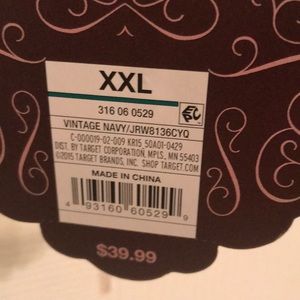 XXL
316 06 0529
VINTAGE NAVY/JRW8136CYQ
C-000019-02-009 KR15_50A01-0429
DIST. BY TARGET CORPORATION, MPLS, MN 55403
©2015 TARGET BRANDS, INC. SHOP TARGET.COM
MADE IN CHINA
4 93160 60529 9
$39.99